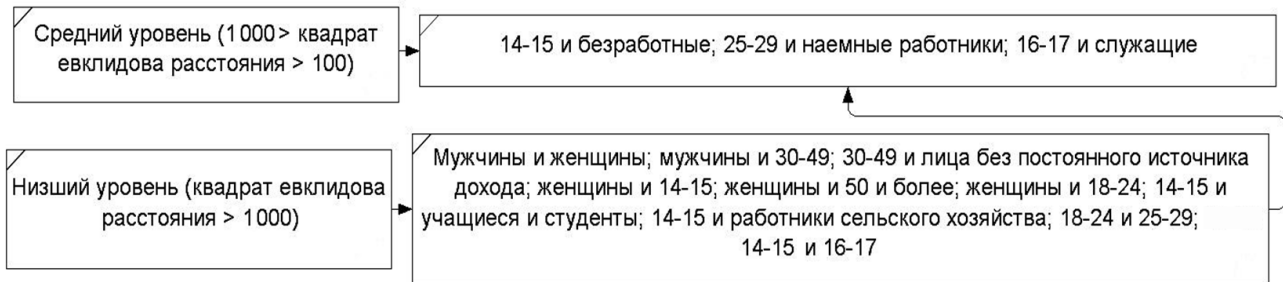 Средний уровень (1000 > квадрат
евклидова расстояния > 100)
14-15 и безработные; 25-29 и наемные работники; 16-17 и служащие
Низший уровень (квадрат евклидова
расстояния > 1000)
Мужчины и женщины; мужчины и 30-49; 30-49 и лица без постоянного источника
дохода; женщины и 14-15; женщины и 50 и более; женщины и 18-24; 14-15 и
учащиеся и студенты; 14-15 и работники сельского хозяйства; 18-24 и 25-29;
14-15 и 16-17